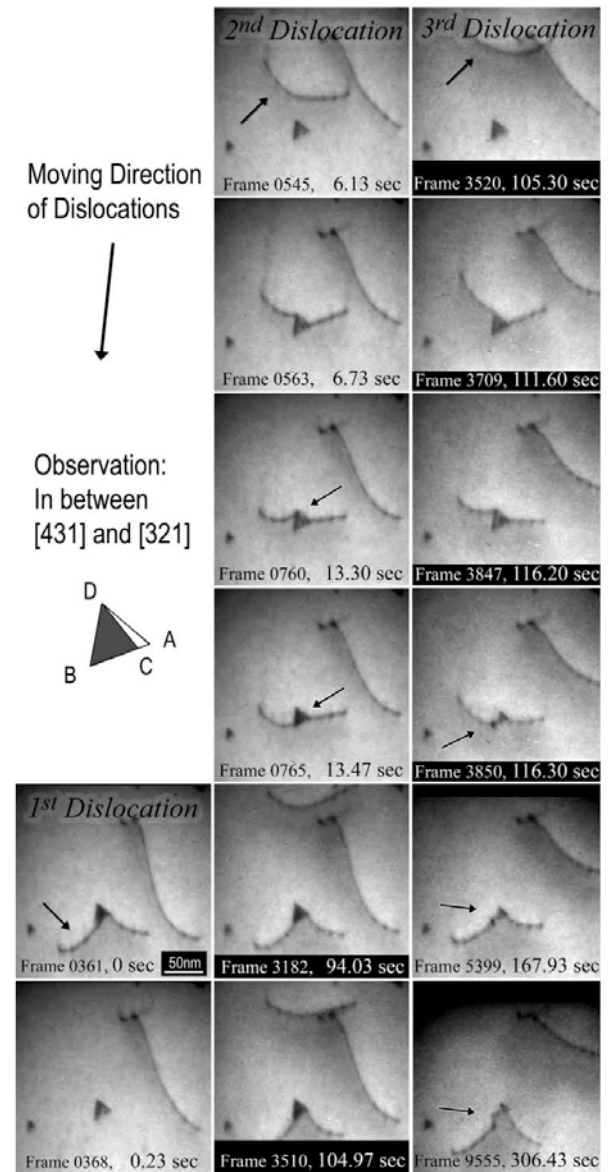 2nd Dislocation
3rd Dislocation
Frame 0545, 6.13 sec
Frame 3520, 105.30 sec
Moving Direction
of Dislocations
Frame 0563, 6.73 sec
Frame 3709, 111.60 sec
Observation:
In between
[431] and [321]
Frame 0760, 13.30 sec
Frame 3847, 116.20 sec
D
A
B
C
Frame 0765, 13.47 sec
Frame 3850, 116.30 sec
1st Dislocation
Frame 0361, 0 sec
50nm
Frame 3182, 94.03 sec
Frame 5399, 167.93 sec
Frame 0368, 0.23 sec
Frame 3510, 104.97 sec
Frame 9555, 306.43 sec